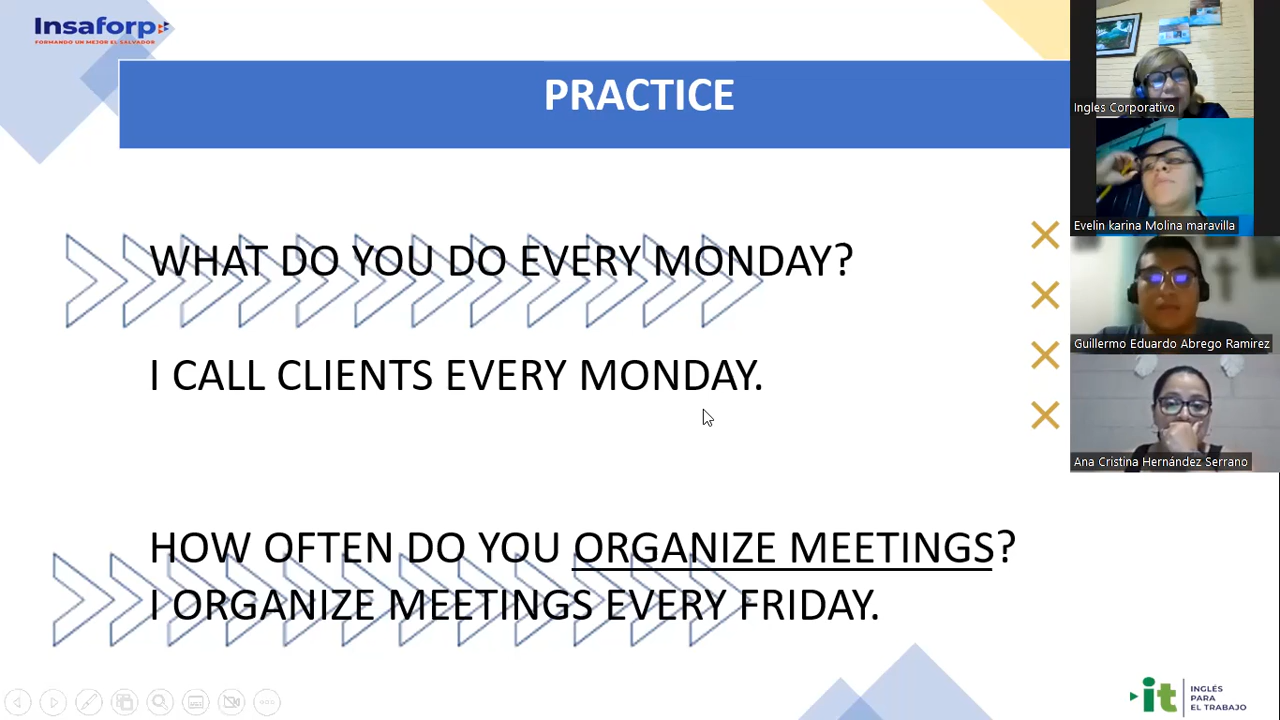 Insaforp
FORMANDO UN MEJOR EL SALVADOR
PRACTICE
WHAT DO YOU DO EVERY MONDAY?
I CALL CLIENTS EVERY MONDAY.
HOW OFTEN DO YOU ORGANIZE MEETINGS?
I ORGANIZE MEETINGS EVERY FRIDAY.
Ingles Corporativo
Evelin karina Molina maravilla
Guillermo Eduardo Abrego Ramirez
Ana Cristina Hernández Serrano
it
INGLÉS
PARA
EL TRABAJO